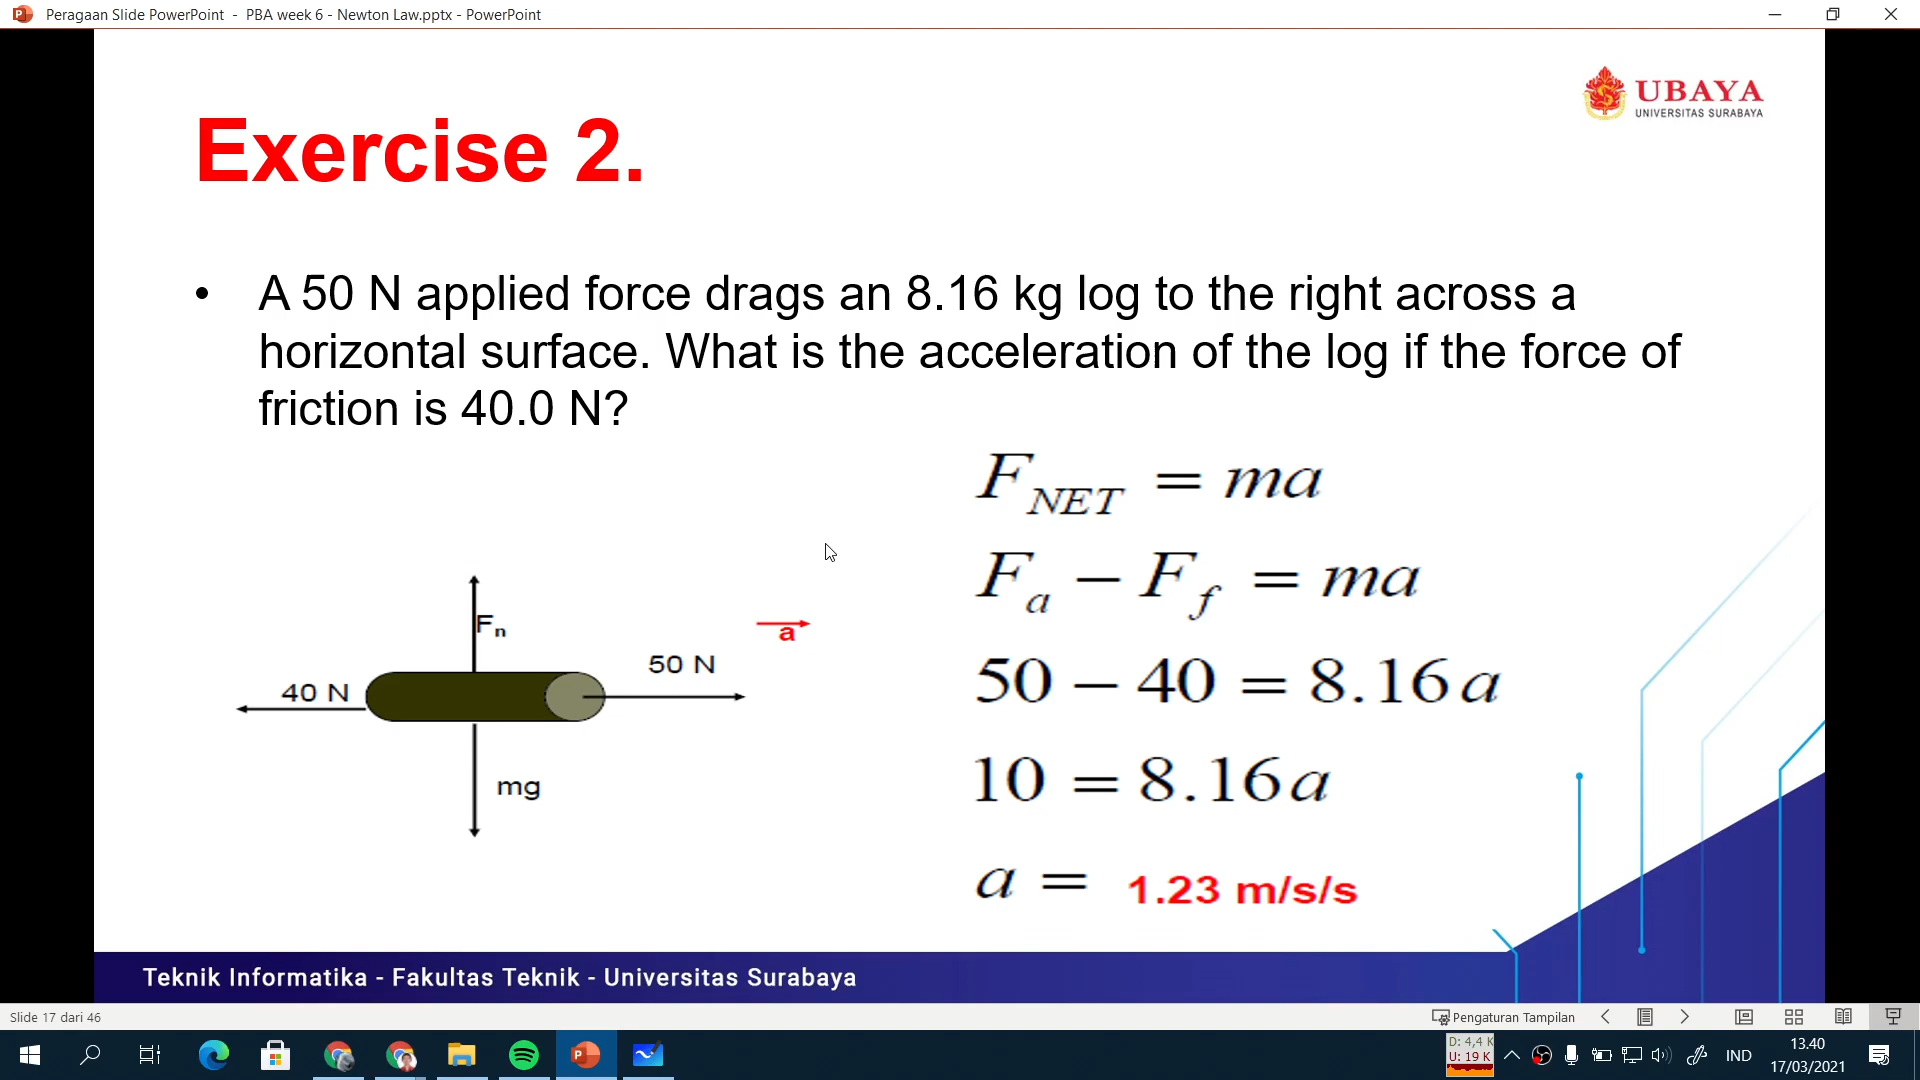 Peragaan Slide PowerPoint - PBA week 6 - Newton Law.pptx - PowerPoint
UBAYA
UNIVERSITAS SURABAYA
Exercise 2.
• A 50 N applied force drags an 8.16 kg log to the right across a
horizontal surface. What is the acceleration of the log if the force of
friction is 40.0 N?
Fn
a
50 N
40 N
mg
F_NET = ma
F_a − F_f = ma
50 − 40 = 8.16a
10 = 8.16a
a = 1.23 m/s/s
Teknik Informatika - Fakultas Teknik - Universitas Surabaya
Slide 17 dari 46
Pengaturan Tampilan
D: 4,4 K
U: 19 K
IND
13.40
17/03/2021